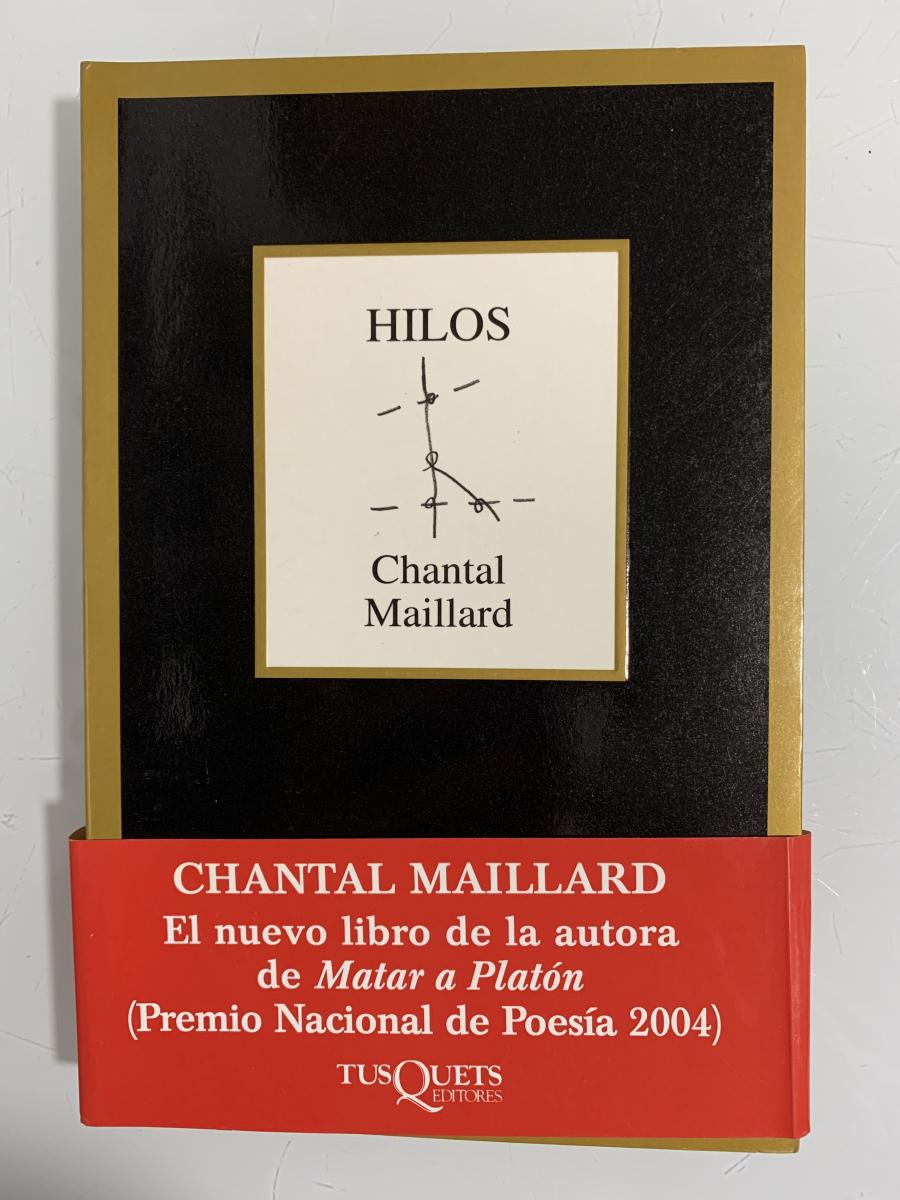 HILOS
Chantal
Maillard
CHANTAL MAILLARD
El nuevo libro de la autora
de Matar a Platón
(Premio Nacional de Poesía 2004)
TUSQUETS
EDITORES